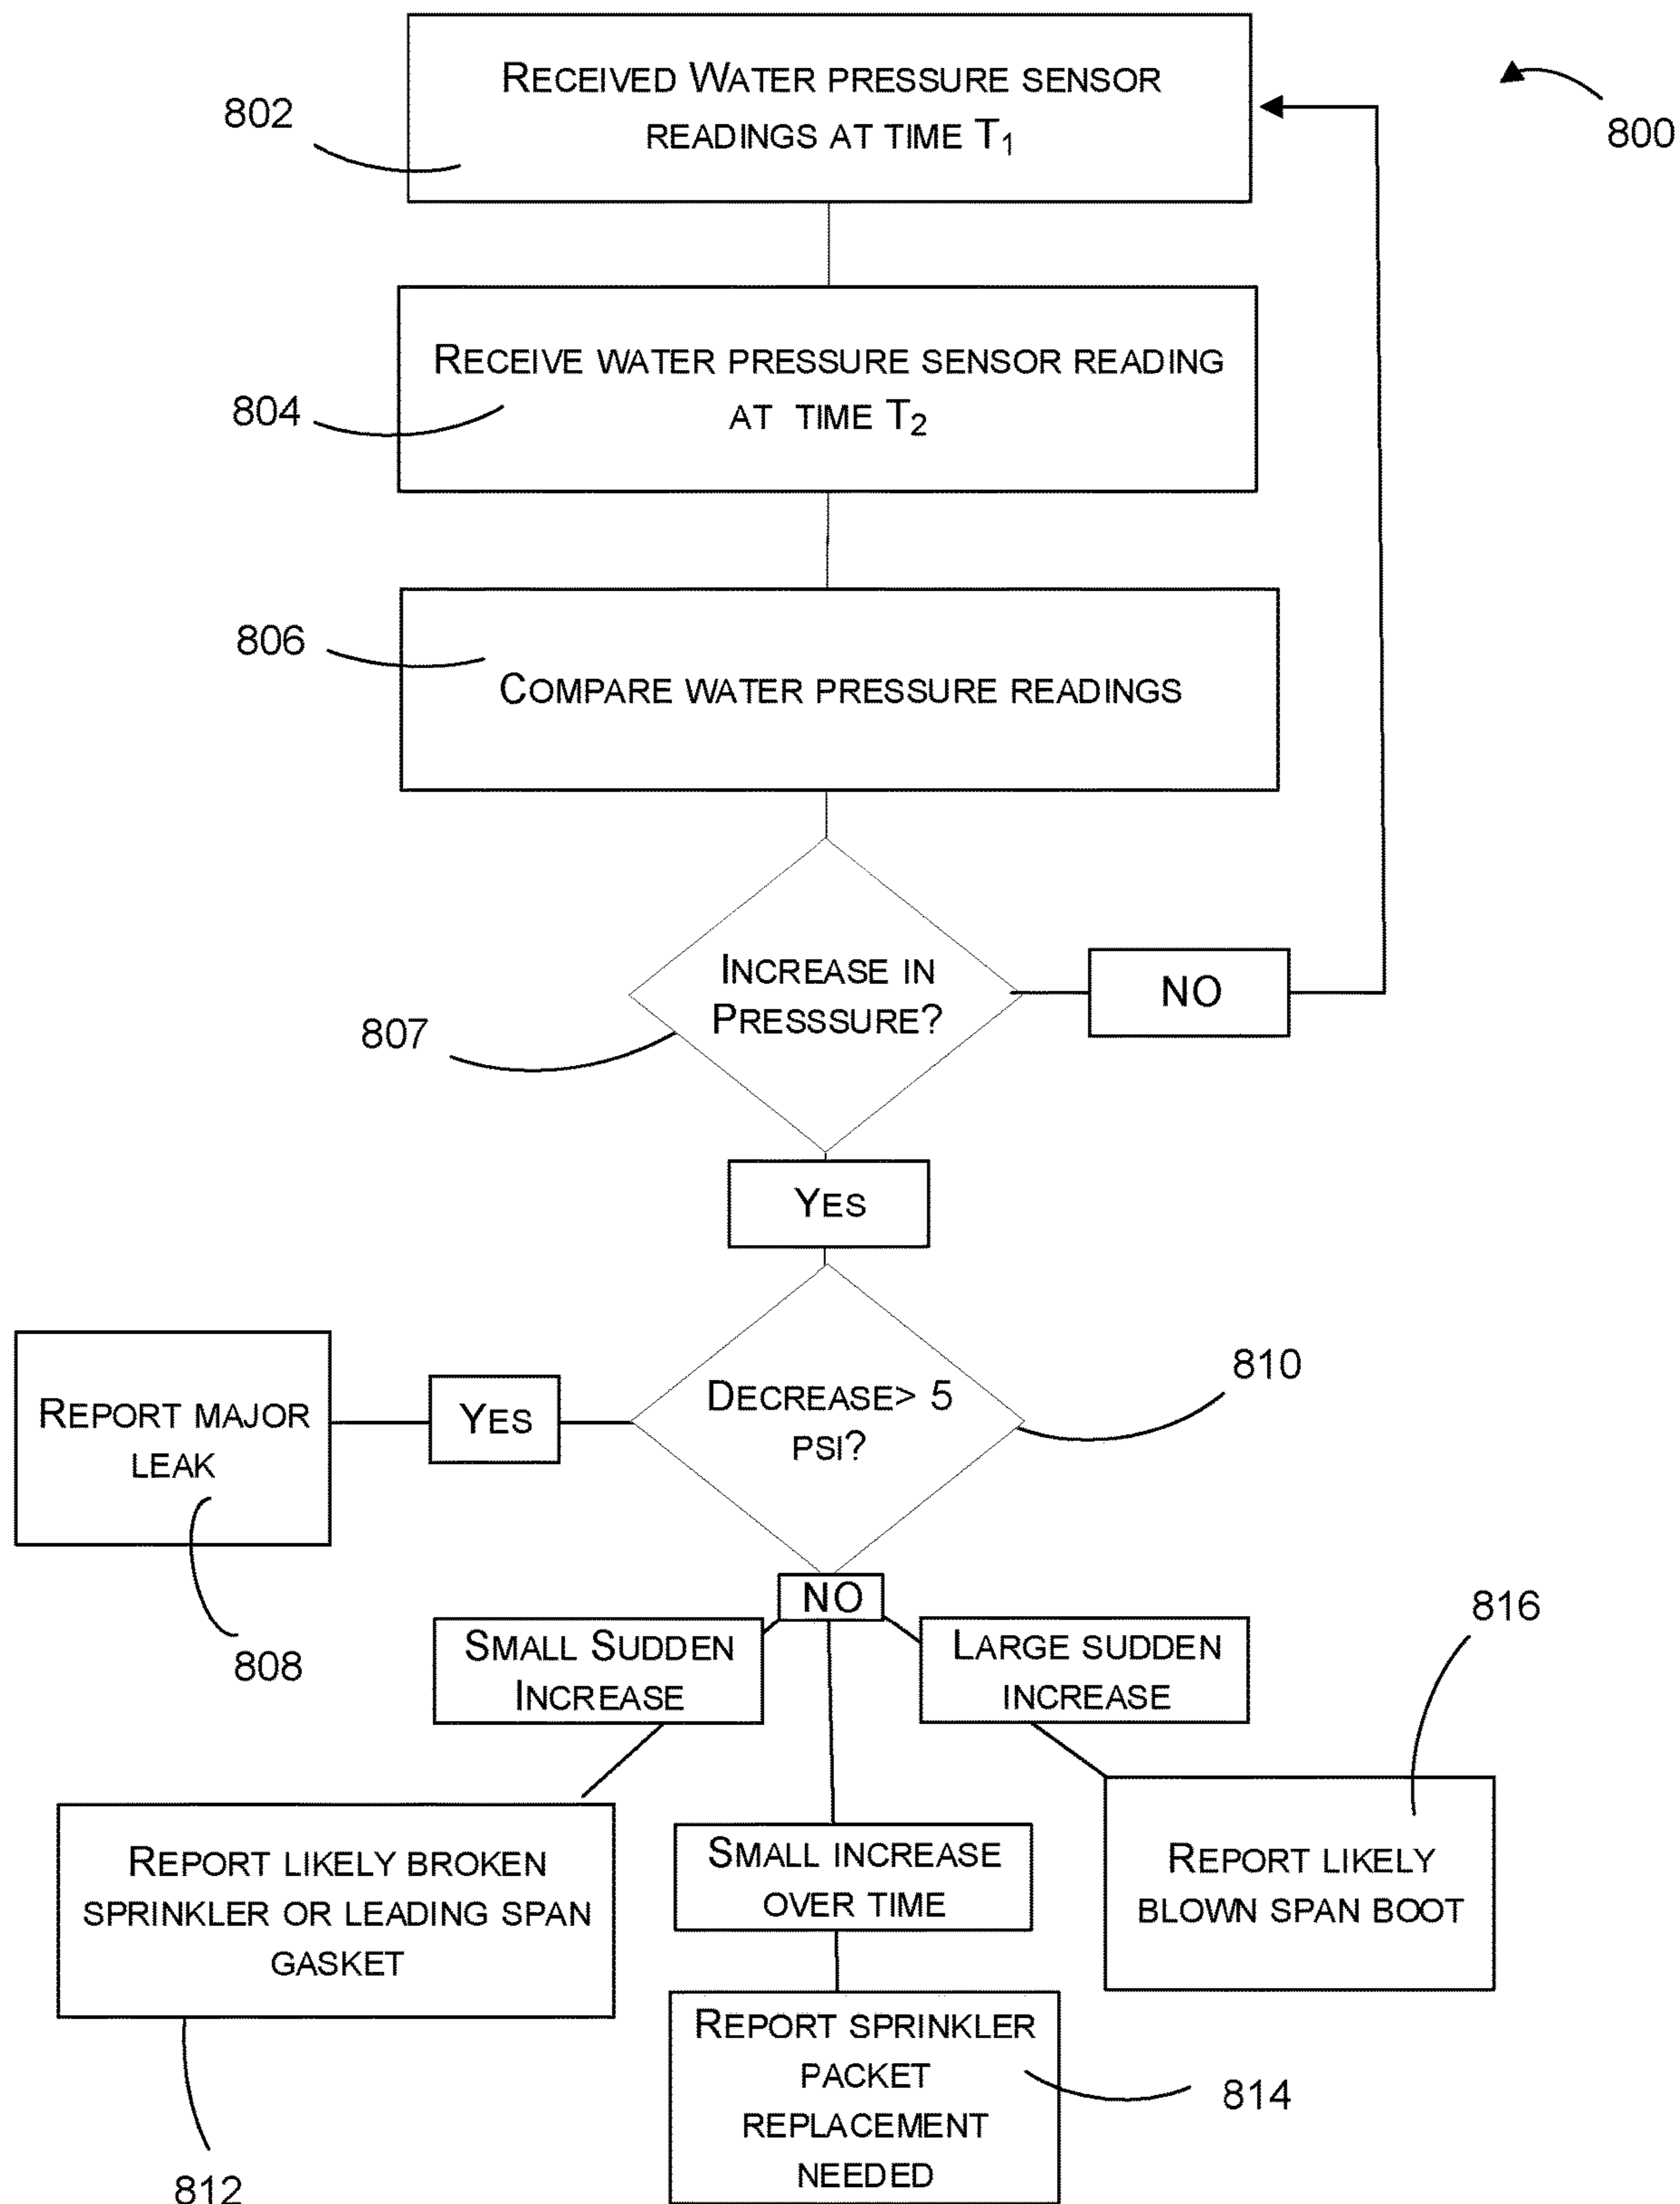 RECEIVED WATER PRESSURE SENSOR
READINGS AT TIME T1
802
800
RECEIVE WATER PRESSURE SENSOR READING
AT TIME T2
804
806
COMPARE WATER PRESSURE READINGS
INCREASE IN
PRESSSURE?
NO
807
YES
810
DECREASE> 5
PSI?
YES
REPORT MAJOR
LEAK
808
NO
SMALL SUDDEN
INCREASE
LARGE SUDDEN
INCREASE
816
REPORT LIKELY BROKEN
SPRINKLER OR LEADING SPAN
GASKET
SMALL INCREASE
OVER TIME
REPORT LIKELY
BLOWN SPAN BOOT
REPORT SPRINKLER
PACKET
REPLACEMENT
NEEDED
814
812